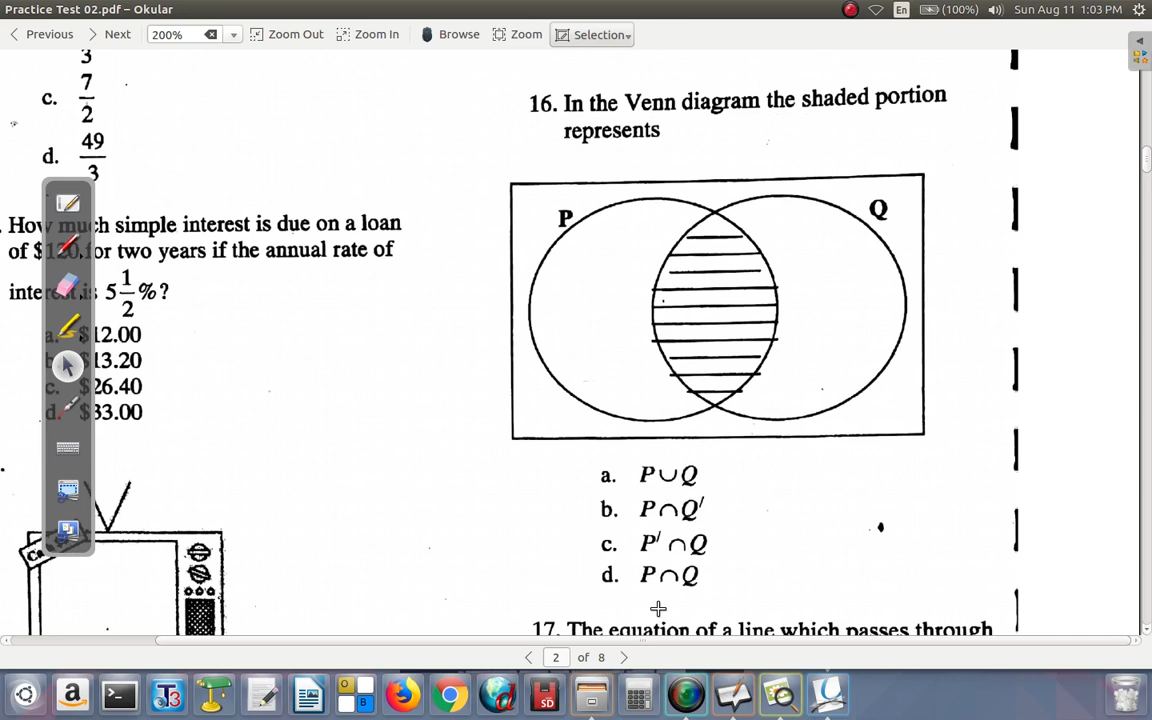 Practice Test 02.pdf – Okular
En
(100%)
Sun Aug 11 1:03 PM
Previous
Next
200%
Zoom Out
Zoom In
Browse
Zoom
Selection
3
c. 7/2
d. 49/3
How much simple interest is due on a loan
of $120 for two years if the annual rate of
interest is 5 1/2 %?
a. $12.00
b. $13.20
c. $26.40
d. $33.00
16. In the Venn diagram the shaded portion
represents
P
Q
a. P∪Q
b. P∩Q′
c. P′∩Q
d. P∩Q
17. The equation of a line which passes through
2 of 8